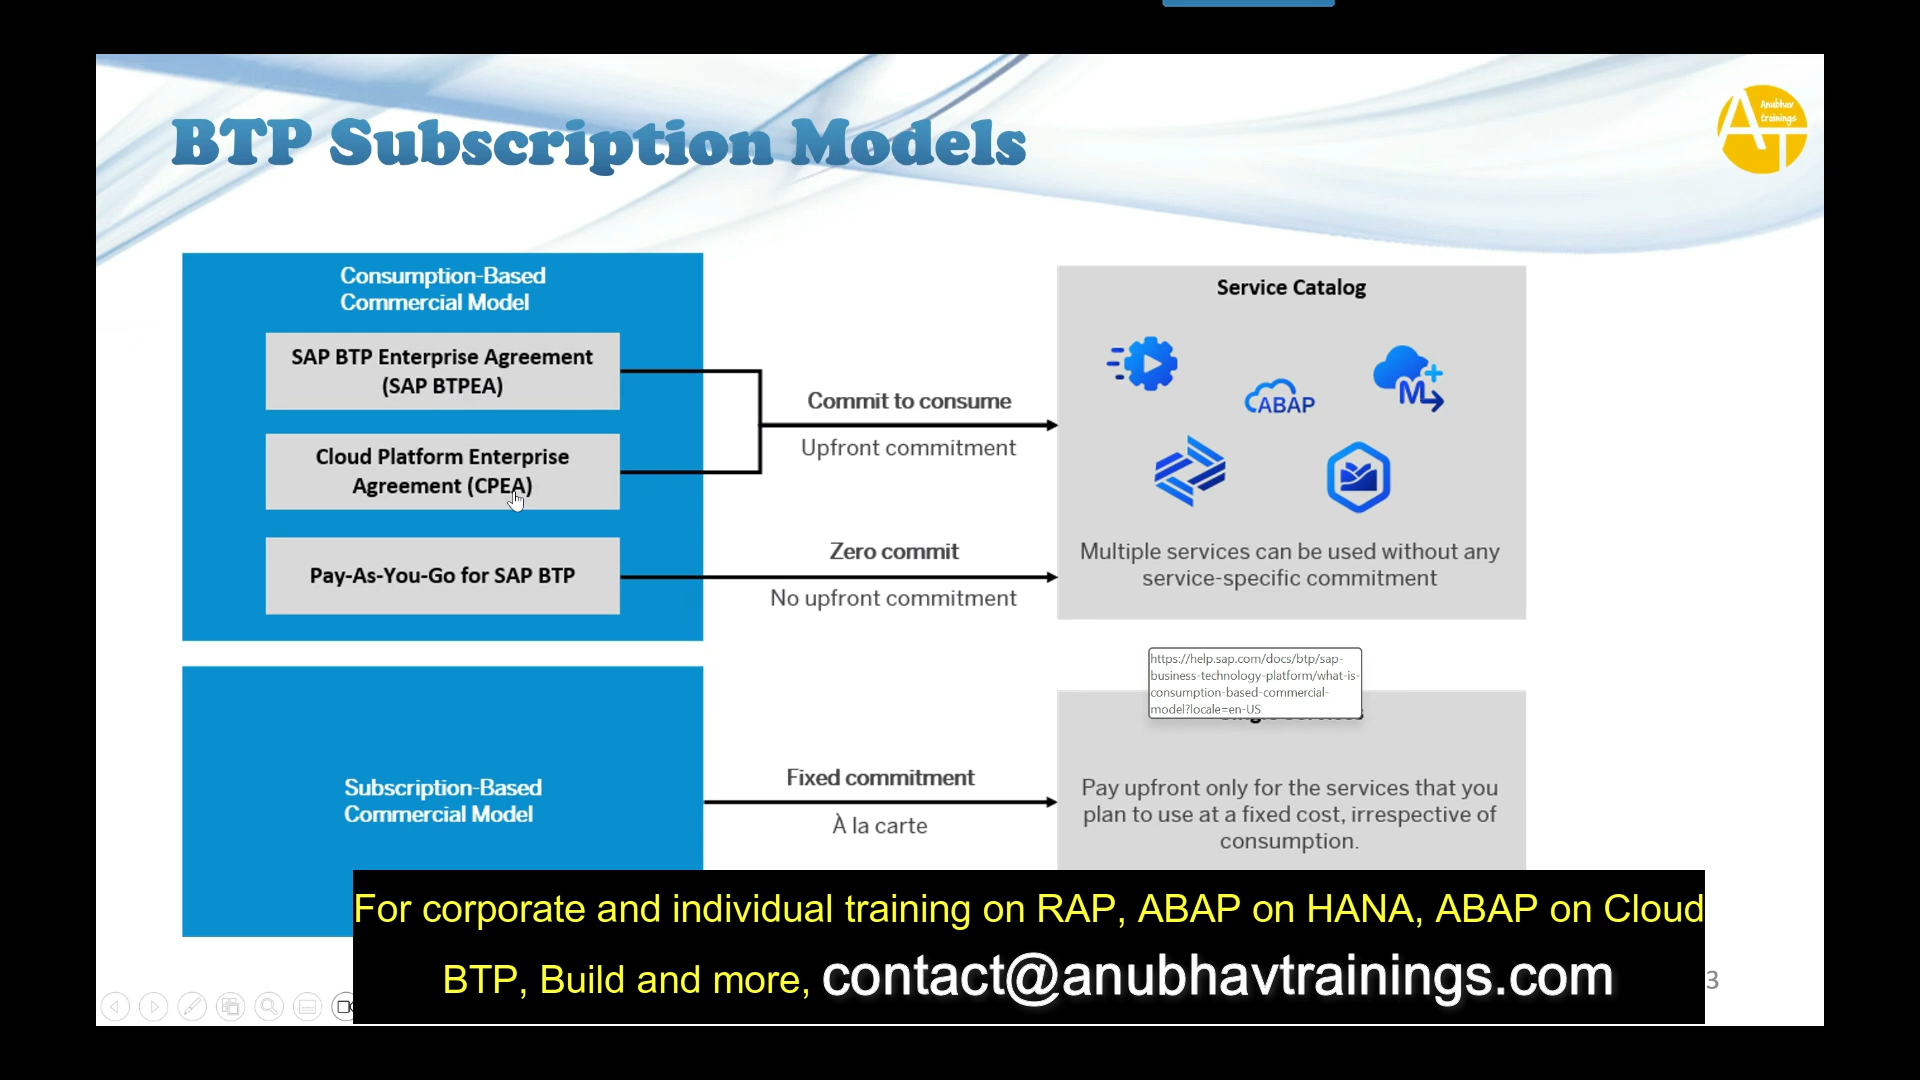 BTP Subscription Models
Anubhav
trainings
AT
Consumption-Based
Commercial Model
SAP BTP Enterprise Agreement
(SAP BTPEA)
Cloud Platform Enterprise
Agreement (CPEA)
Pay-As-You-Go for SAP BTP
Commit to consume
Upfront commitment
Zero commit
No upfront commitment
Service Catalog
ABAP
M
Multiple services can be used without any
service-specific commitment
https://help.sap.com/docs/btp/sap-
business-technology-platform/what-is-
consumption-based-commercial-
model?locale=en-US
Subscription-Based
Commercial Model
Fixed commitment
À la carte
Pay upfront only for the services that you
plan to use at a fixed cost, irrespective of
consumption.
For corporate and individual training on RAP, ABAP on HANA, ABAP on Cloud
BTP, Build and more, contact@anubhavtrainings.com
3